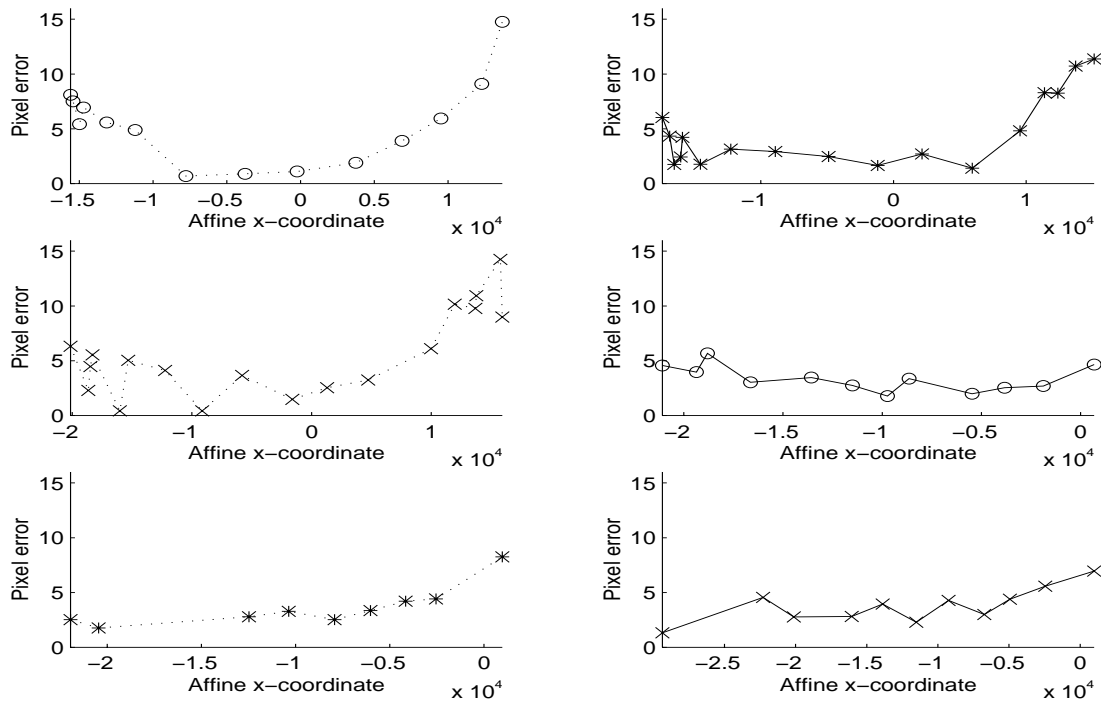 15
10
5
0
Pixel error
−1.5 −1 −0.5 0 0.5 1
Affine x−coordinate
x 10^4
15
10
5
0
Pixel error
−1 0 1
Affine x−coordinate
x 10^4
15
10
5
0
Pixel error
−2 −1 0 1
Affine x−coordinate
x 10^4
15
10
5
0
Pixel error
−2 −1.5 −1 −0.5 0
Affine x−coordinate
x 10^4
15
10
5
0
Pixel error
−2 −1.5 −1 −0.5 0
Affine x−coordinate
x 10^4
15
10
5
0
Pixel error
−2.5 −2 −1.5 −1 −0.5 0
Affine x−coordinate
x 10^4